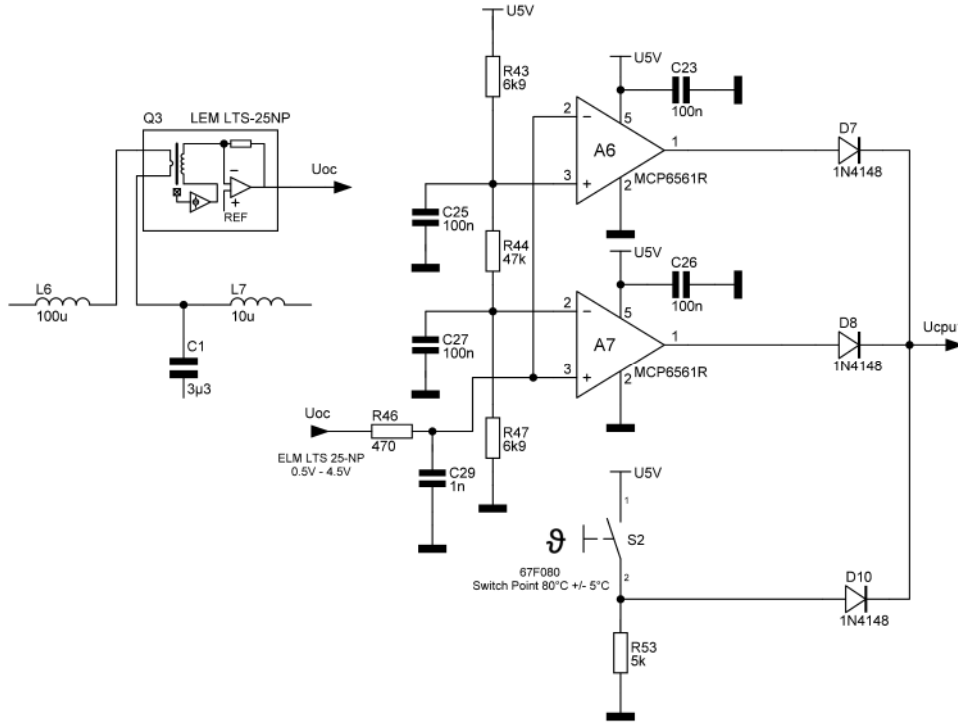 U5V
R43
6k9
U5V
C23
100n
Q3
LEM LTS-25NP
Uoc
−
+
REF
2
−
5
A6
1
3
+
2
MCP6561R
D7
1N4148
C25
100n
R44
47k
U5V
C26
100n
L6
100u
L7
10u
C1
3µ3
2
−
5
A7
1
3
+
2
MCP6561R
D8
1N4148
Ucpu
C27
100n
Uoc
R46
470
ELM LTS 25-NP
0.5V - 4.5V
R47
6k9
C29
1n
U5V
1
ϑ
S2
67F080
Switch Point 80°C +/- 5°C
2
D10
1N4148
R53
5k